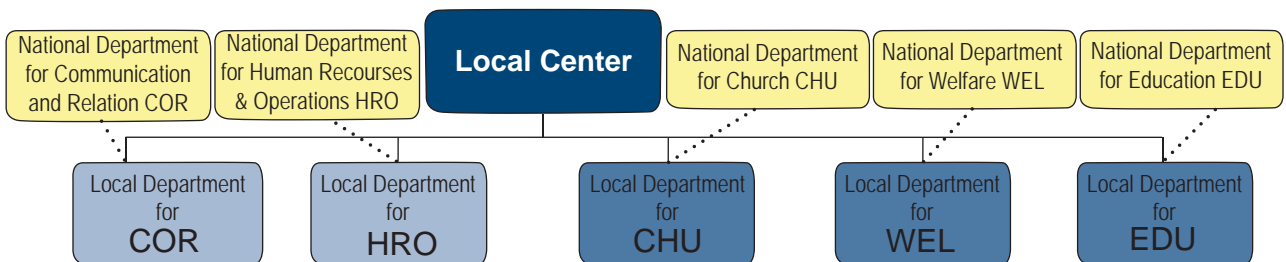 National Department
for Communication
and Relation COR
National Department
for Human Recourses
& Operations HRO
Local Center
National Department
for Church CHU
National Department
for Welfare WEL
National Department
for Education EDU
Local Department
for
COR
Local Department
for
HRO
Local Department
for
CHU
Local Department
for
WEL
Local Department
for
EDU